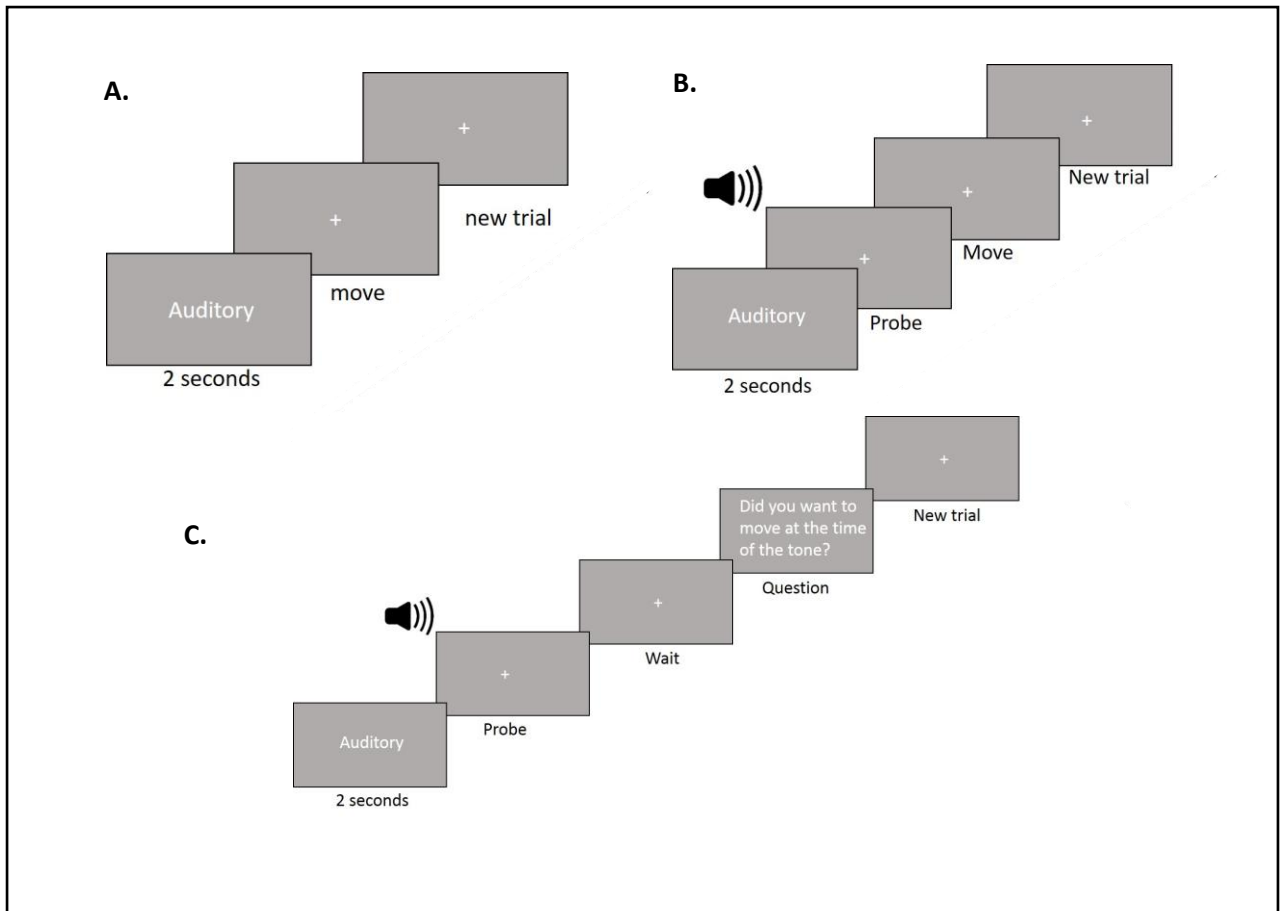 A.
+
+
new trial
Auditory
move
2 seconds
B.
+
+
New trial
+
Move
Auditory
Probe
2 seconds
C.
+
Did you want to
move at the time
of the tone?
New trial
+
Question
+
Wait
Auditory
Probe
2 seconds